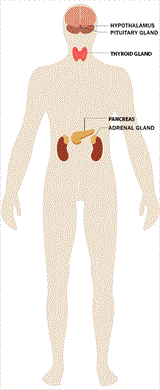 HYPOTHALAMUS
PITUITARY GLAND
THYROID GLAND
PANCREAS
ADRENAL GLAND